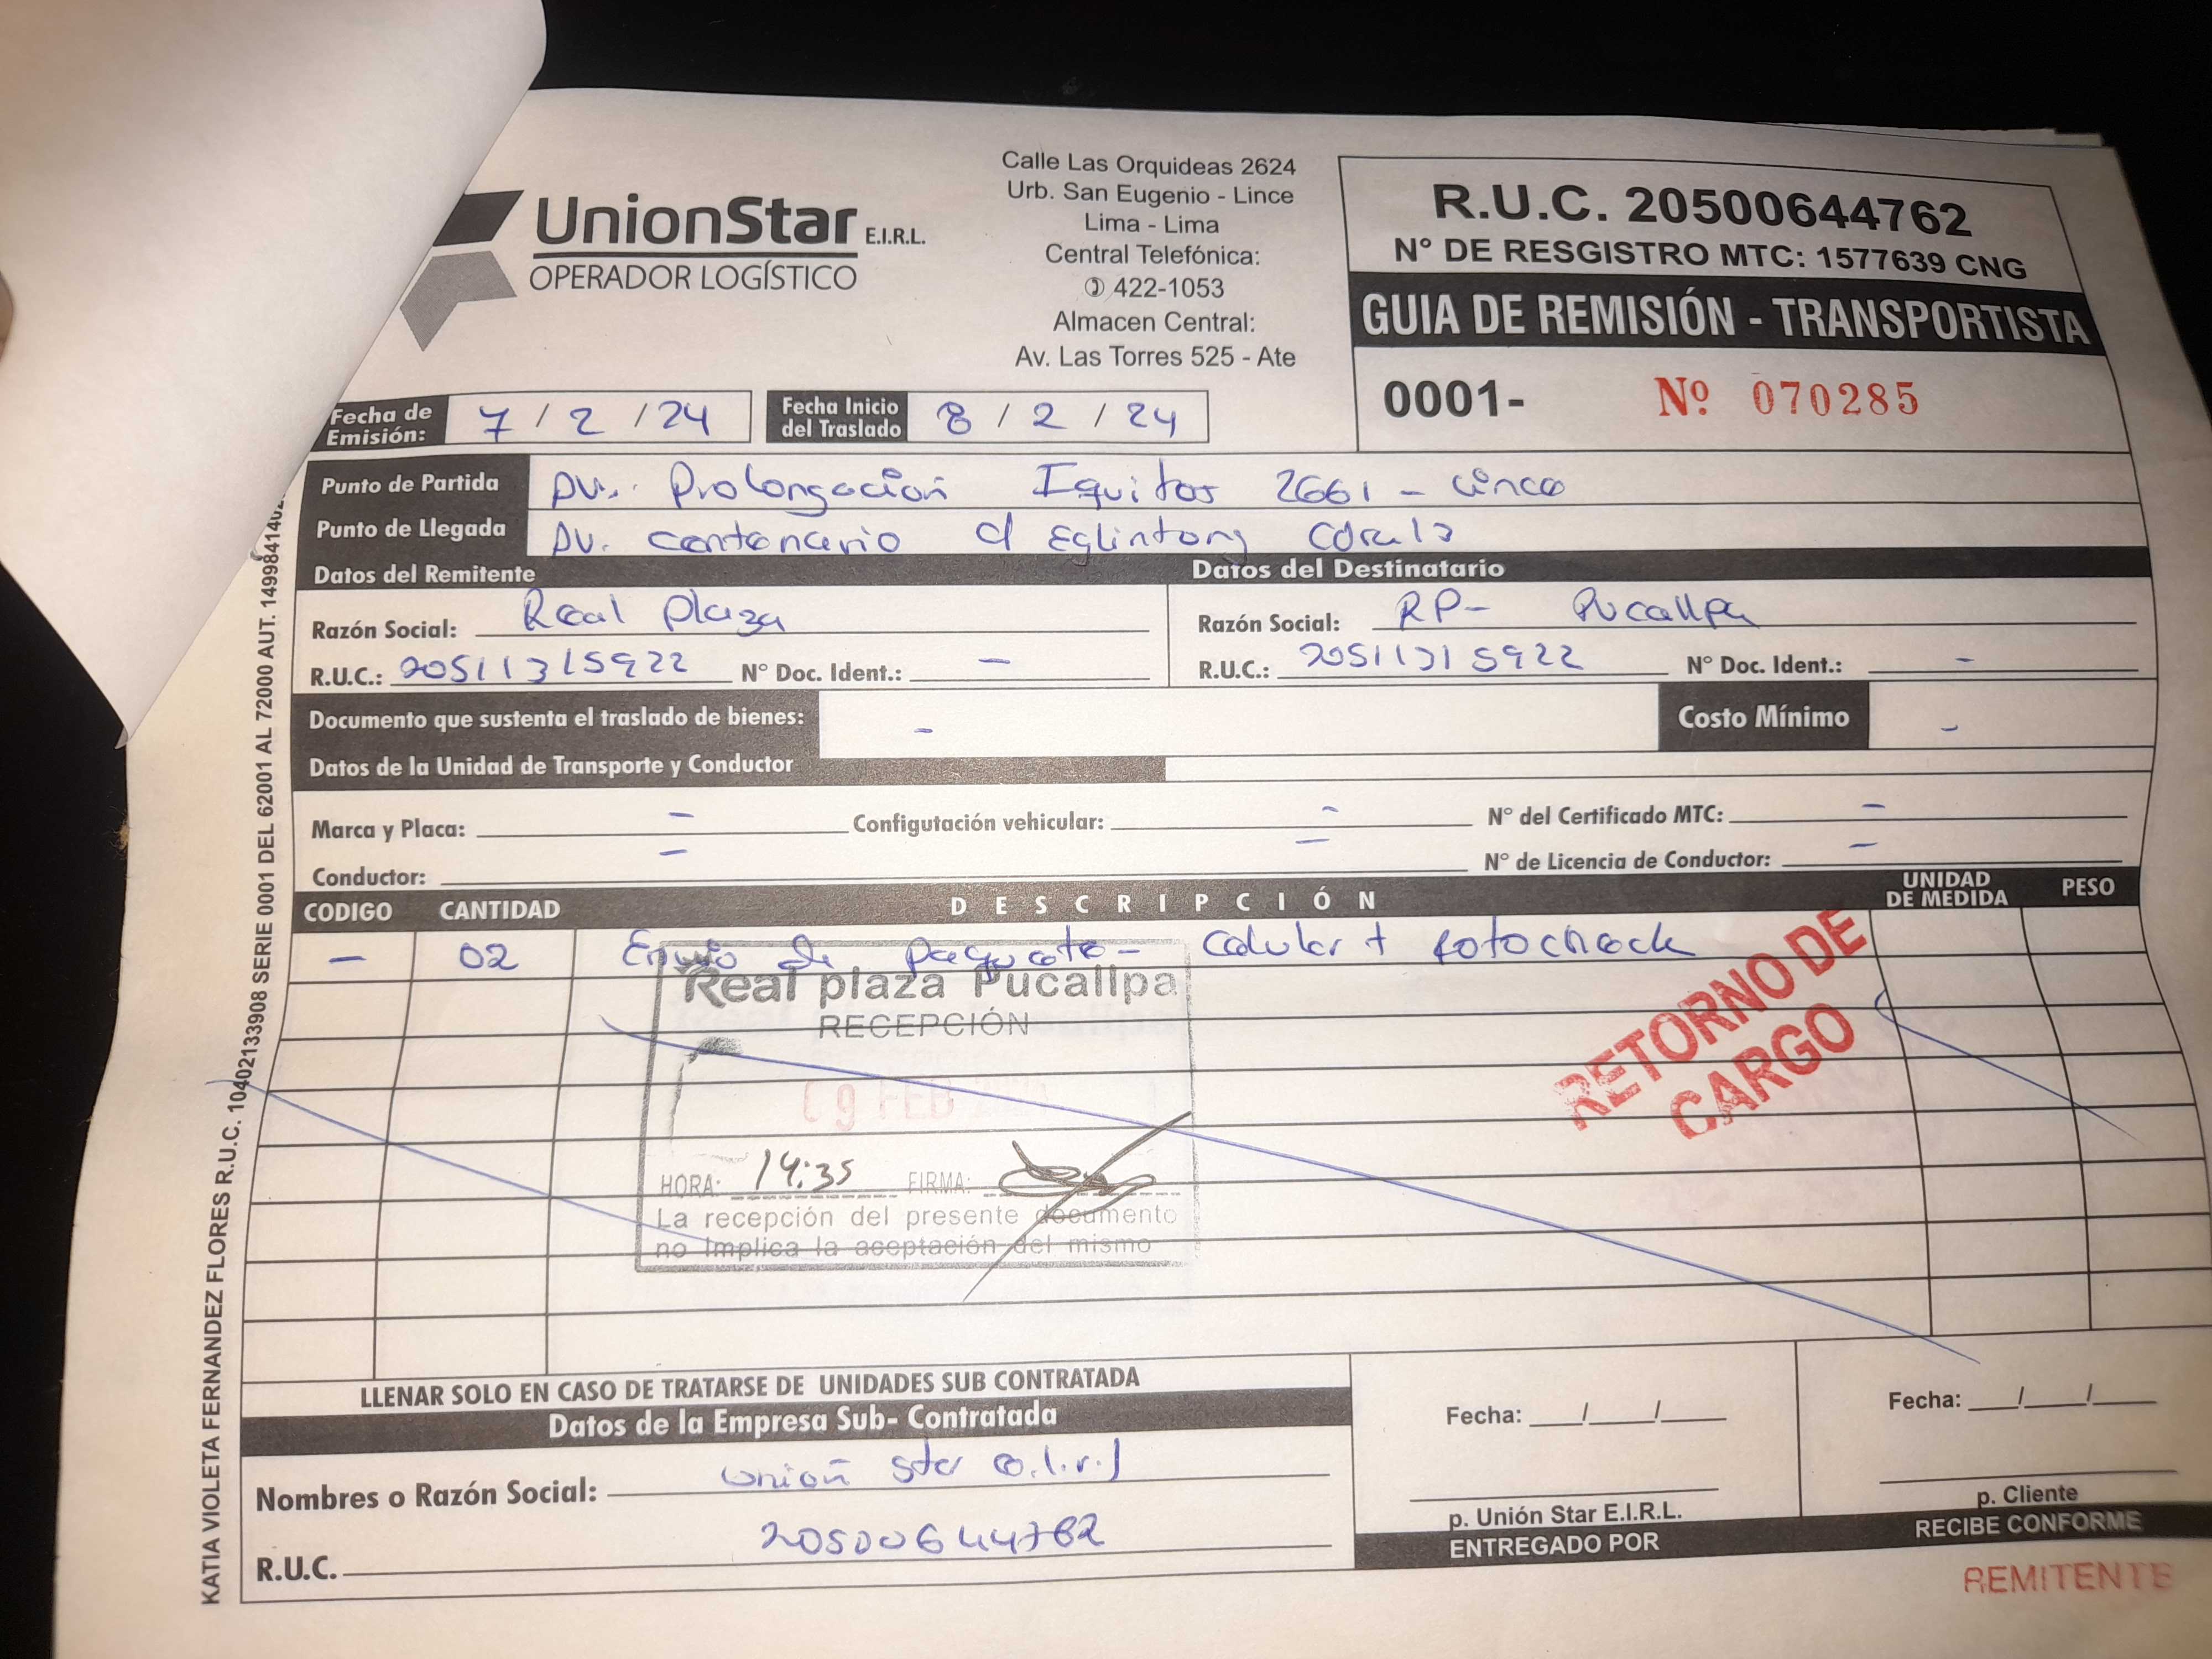 UnionStar E.I.R.L.
OPERADOR LOGÍSTICO
Calle Las Orquideas 2624
Urb. San Eugenio - Lince
Lima - Lima
Central Telefónica:
422-1053
Almacen Central:
Av. Las Torres 525 - Ate
R.U.C. 20500644762
N° DE RESGISTRO MTC: 1577639 CNG
GUIA DE REMISIÓN - TRANSPORTISTA
0001- Nº 070285
Fecha de Emisión: 7 / 2 / 24 Fecha Inicio del Traslado 8 / 2 / 24
Punto de Partida Av. Prolongación Iquitos 2661 - Lince
Punto de Llegada Av. Centenario
Datos del Remitente Datos del Destinatario
Razón Social: Real Plaza Razón Social: RP- Pucallpa
R.U.C.: 20511315922 N° Doc. Ident.: - R.U.C.: 20511315922 N° Doc. Ident.: -
Documento que sustenta el traslado de bienes: - Costo Mínimo -
Datos de la Unidad de Transporte y Conductor
Marca y Placa: - Configutación vehicular: - N° del Certificado MTC: -
Conductor: - - N° de Licencia de Conductor: -
CODIGO CANTIDAD DESCRIPCIÓN UNIDAD DE MEDIDA PESO
- 02 Envio de paquete - celular + fotocheck
Real plaza Pucallpa
RECEPCIÓN
09 FEB
HORA: 14:35 FIRMA:
La recepción del presente documento
no implica la aceptación del mismo
RETORNO DE
CARGO
LLENAR SOLO EN CASO DE TRATARSE DE UNIDADES SUB CONTRATADA
Datos de la Empresa Sub- Contratada
Nombres o Razón Social: Union Star e.i.r.l
R.U.C. 20500644762
Fecha: ___/___/___
p. Unión Star E.I.R.L.
ENTREGADO POR
Fecha: ___/___/___
p. Cliente
RECIBE CONFORME
REMITENTE
KATIA VIOLETA FERNANDEZ FLORES R.U.C. 10402133908 SERIE 0001 DEL 62001 AL 72000 AUT.